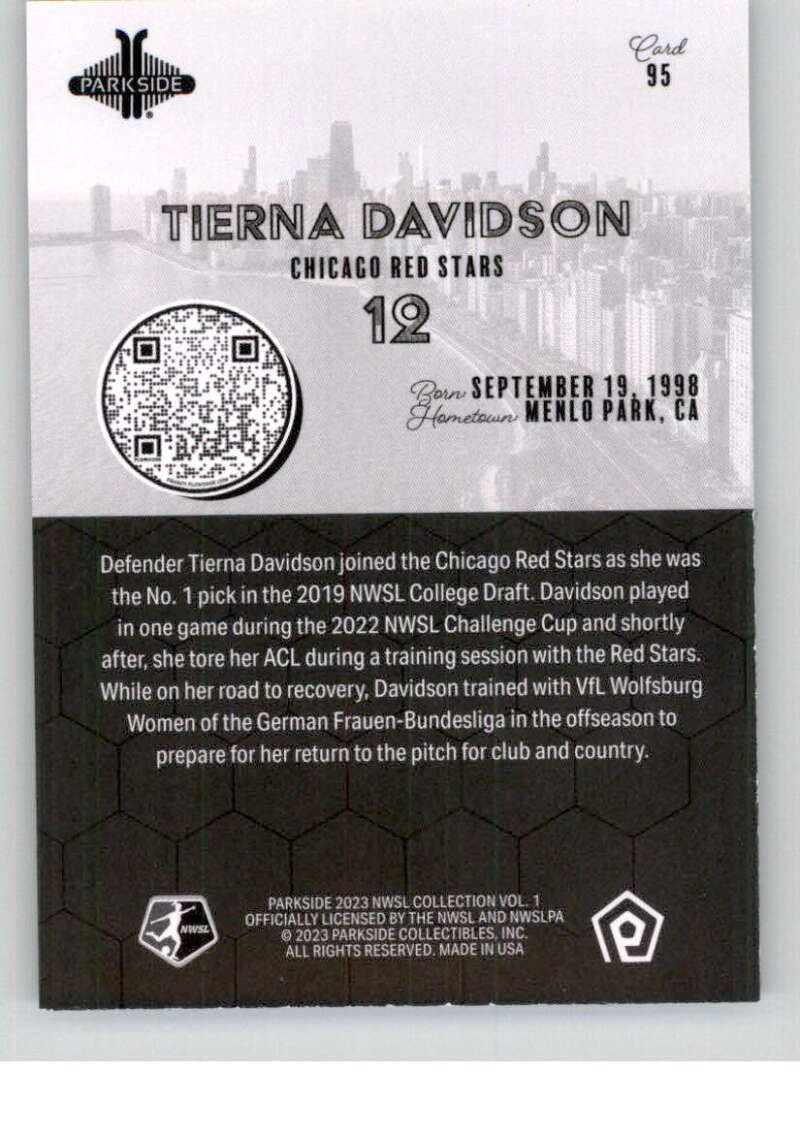 PARKSIDE
®
Card
95
TIERNA DAVIDSON
CHICAGO RED STARS
12
Born SEPTEMBER 19, 1998
Hometown MENLO PARK, CA
Defender Tierna Davidson joined the Chicago Red Stars as she was
the No. 1 pick in the 2019 NWSL College Draft. Davidson played
in one game during the 2022 NWSL Challenge Cup and shortly
after, she tore her ACL during a training session with the Red Stars.
While on her road to recovery, Davidson trained with VfL Wolfsburg
Women of the German Frauen-Bundesliga in the offseason to
prepare for her return to the pitch for club and country.
NWSL
PARKSIDE 2023 NWSL COLLECTION VOL. 1
OFFICIALLY LICENSED BY THE NWSL AND NWSLPA
© 2023 PARKSIDE COLLECTIBLES, INC.
ALL RIGHTS RESERVED. MADE IN USA